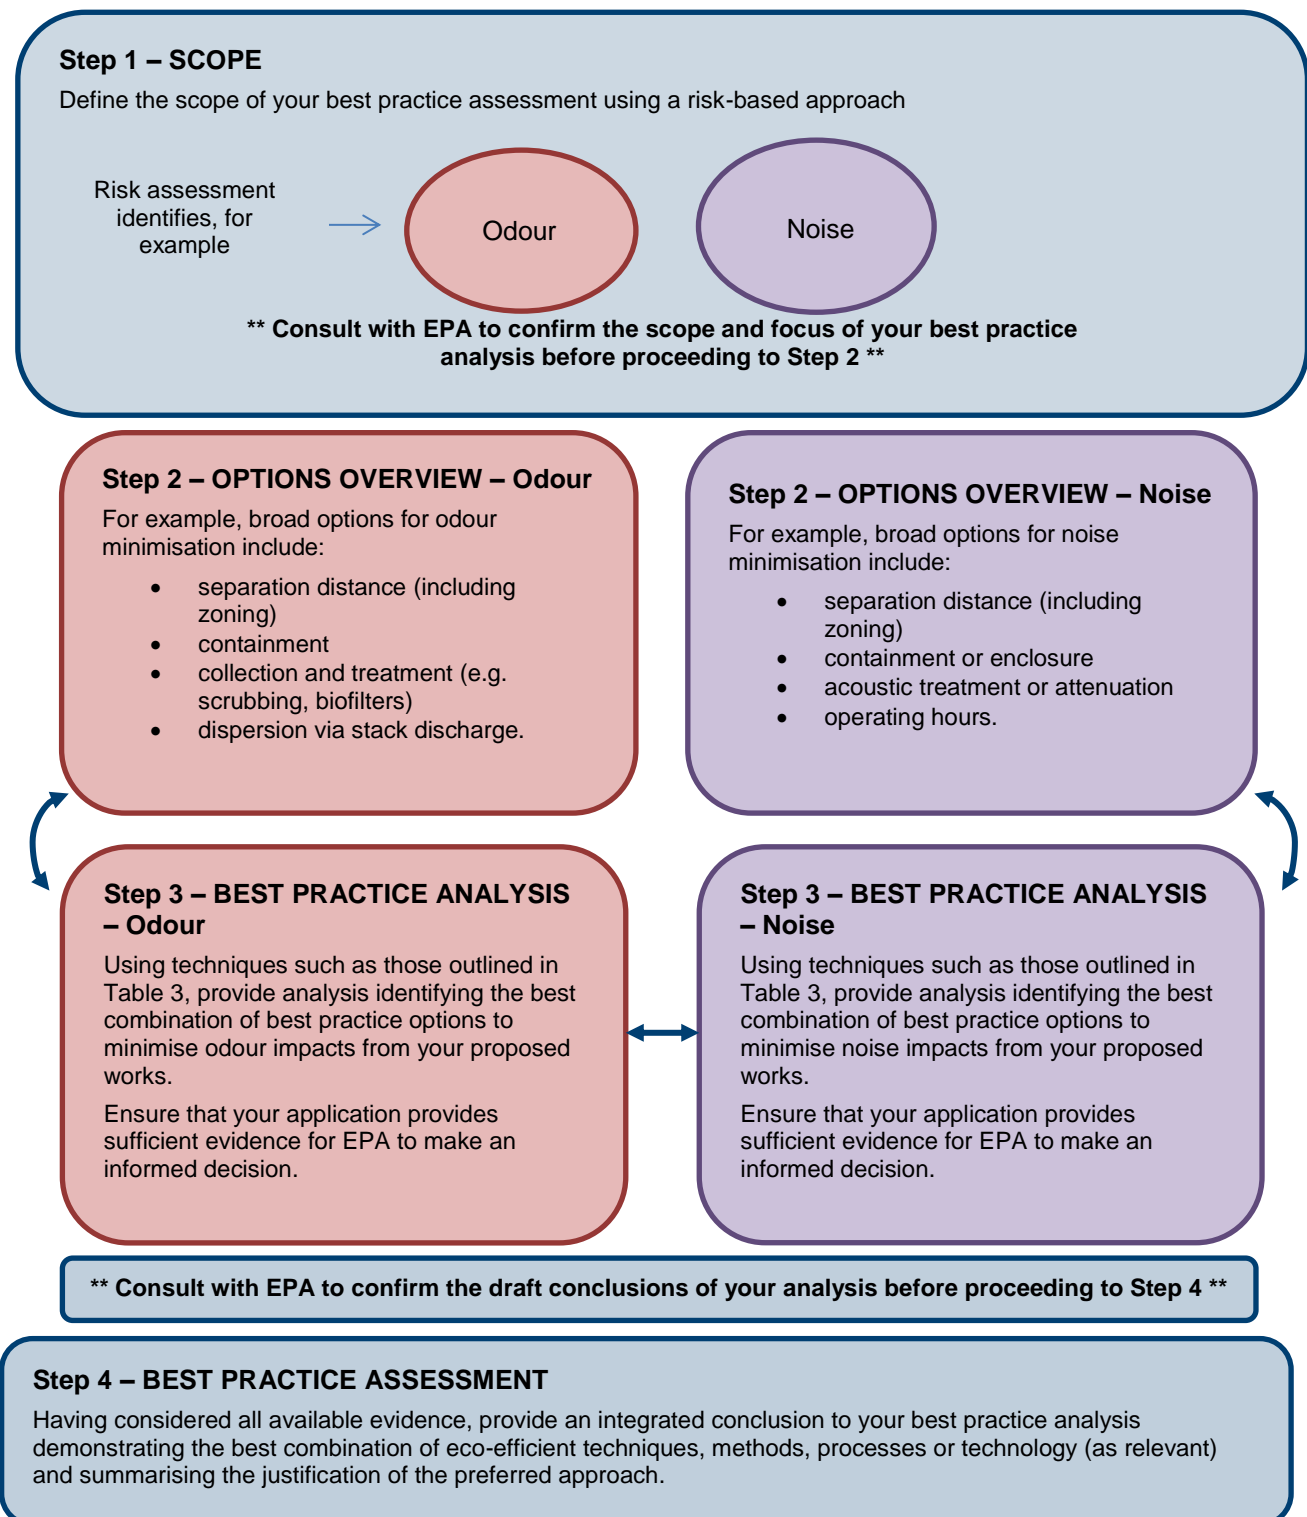 Step 1 – SCOPE
Define the scope of your best practice assessment using a risk-based approach
Risk assessment
identifies, for
example
Odour
Noise
** Consult with EPA to confirm the scope and focus of your best practice
analysis before proceeding to Step 2 **
Step 2 – OPTIONS OVERVIEW – Odour
For example, broad options for odour
minimisation include:
• separation distance (including
zoning)
• containment
• collection and treatment (e.g.
scrubbing, biofilters)
• dispersion via stack discharge.
Step 2 – OPTIONS OVERVIEW – Noise
For example, broad options for noise
minimisation include:
• separation distance (including
zoning)
• containment or enclosure
• acoustic treatment or attenuation
• operating hours.
Step 3 – BEST PRACTICE ANALYSIS
– Odour
Using techniques such as those outlined in
Table 3, provide analysis identifying the best
combination of best practice options to
minimise odour impacts from your proposed
works.
Ensure that your application provides
sufficient evidence for EPA to make an
informed decision.
Step 3 – BEST PRACTICE ANALYSIS
– Noise
Using techniques such as those outlined in
Table 3, provide analysis identifying the best
combination of best practice options to
minimise noise impacts from your proposed
works.
Ensure that your application provides
sufficient evidence for EPA to make an
informed decision.
** Consult with EPA to confirm the draft conclusions of your analysis before proceeding to Step 4 **
Step 4 – BEST PRACTICE ASSESSMENT
Having considered all available evidence, provide an integrated conclusion to your best practice analysis
demonstrating the best combination of eco-efficient techniques, methods, processes or technology (as relevant)
and summarising the justification of the preferred approach.